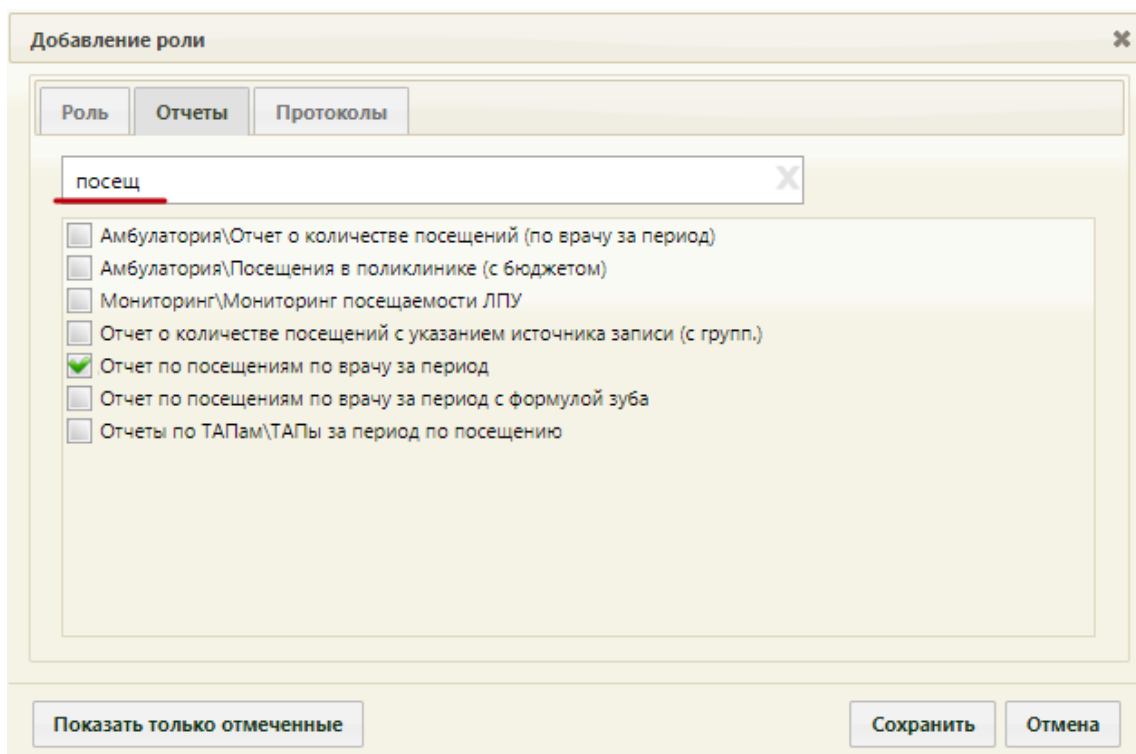 Добавление роли
Роль Отчеты Протоколы
посещ
Амбулатория\Отчет о количестве посещений (по врачу за период)
Амбулатория\Посещения в поликлинике (с бюджетом)
Мониторинг\Мониторинг посещаемости ЛПУ
Отчет о количестве посещений с указанием источника записи (с групп.)
Отчет по посещениям по врачу за период
Отчет по посещениям по врачу за период с формулой зуба
Отчеты по ТАПам\ТАПы за период по посещению
Показать только отмеченные Сохранить Отмена